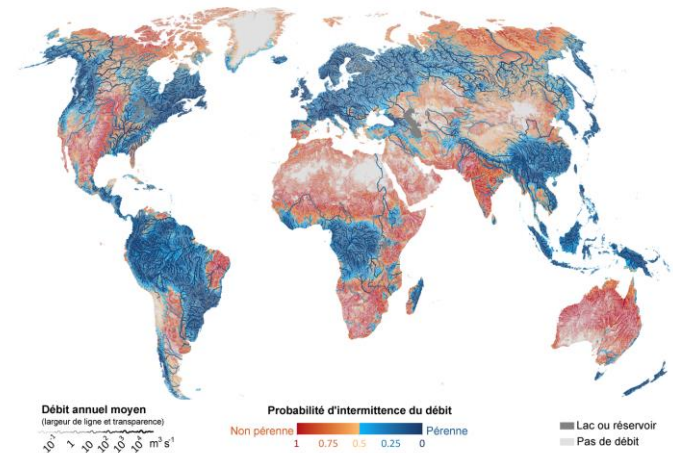 Débit annuel moyen
(largeur de ligne et transparence)
10⁻¹ 1 10 10² 10³ 10⁴ m³ s⁻¹
Probabilité d'intermittence du débit
Non pérenne Pérenne
1 0.75 0.5 0.25 0
Lac ou réservoir
Pas de débit